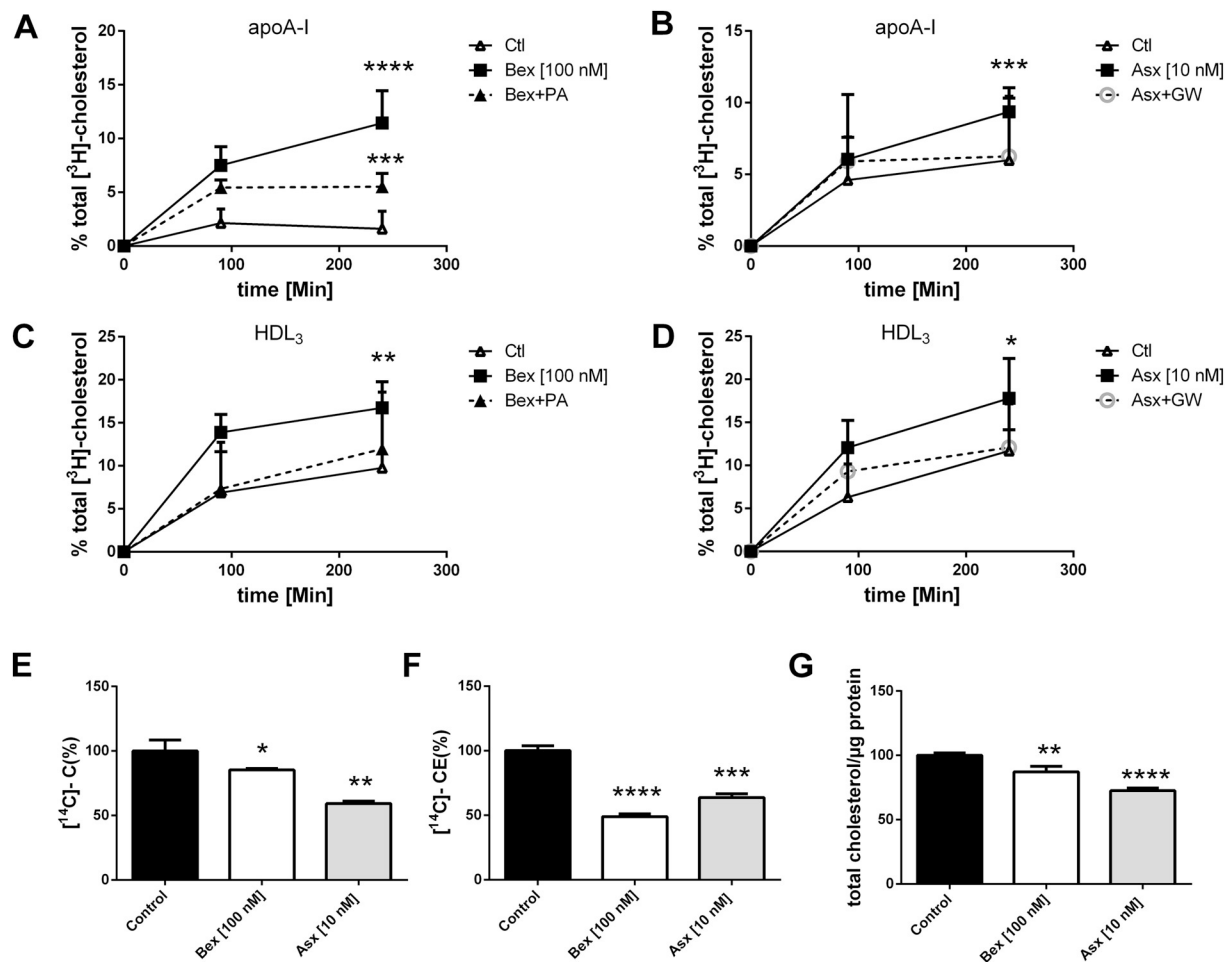 A
apoA-I
% total [³H]-cholesterol
20
15
10
5
0
0 100 200 300
time [Min]
****
***
Ctl
Bex [100 nM]
Bex+PA
B
apoA-I
% total [³H]-cholesterol
15
10
5
0
0 100 200 300
time [Min]
***
Ctl
Asx [10 nM]
Asx+GW
C
HDL₃
% total [³H]-cholesterol
25
20
15
10
5
0
0 100 200 300
time [Min]
**
Ctl
Bex [100 nM]
Bex+PA
D
HDL₃
% total [³H]-cholesterol
25
20
15
10
5
0
0 100 200 300
time [Min]
*
Ctl
Asx [10 nM]
Asx+GW
E
[¹⁴C]- C(%)
150
100
50
0
*
**
Control
Bex [100 nM]
Asx [10 nM]
F
[¹⁴C]- CE(%)
150
100
50
0
****
***
Control
Bex [100 nM]
Asx [10 nM]
G
total cholesterol/µg protein
150
100
50
0
**
****
Control
Bex [100 nM]
Asx [10 nM]